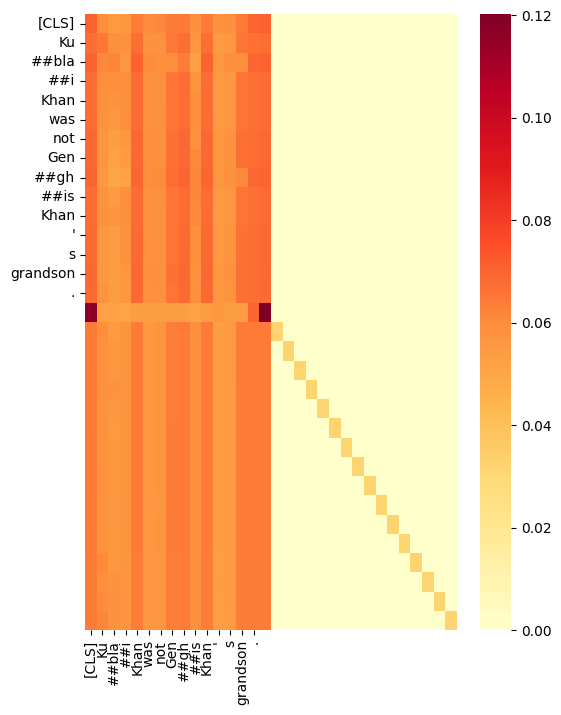 [CLS]
Ku
##bla
##i
Khan
was
not
Gen
##gh
##is
Khan
'
s
grandson
.
0.12
0.10
0.08
0.06
0.04
0.02
0.00
[CLS]
Ku
##bla
##i
Khan
was
not
Gen
##gh
##is
Khan
'
s
grandson
.